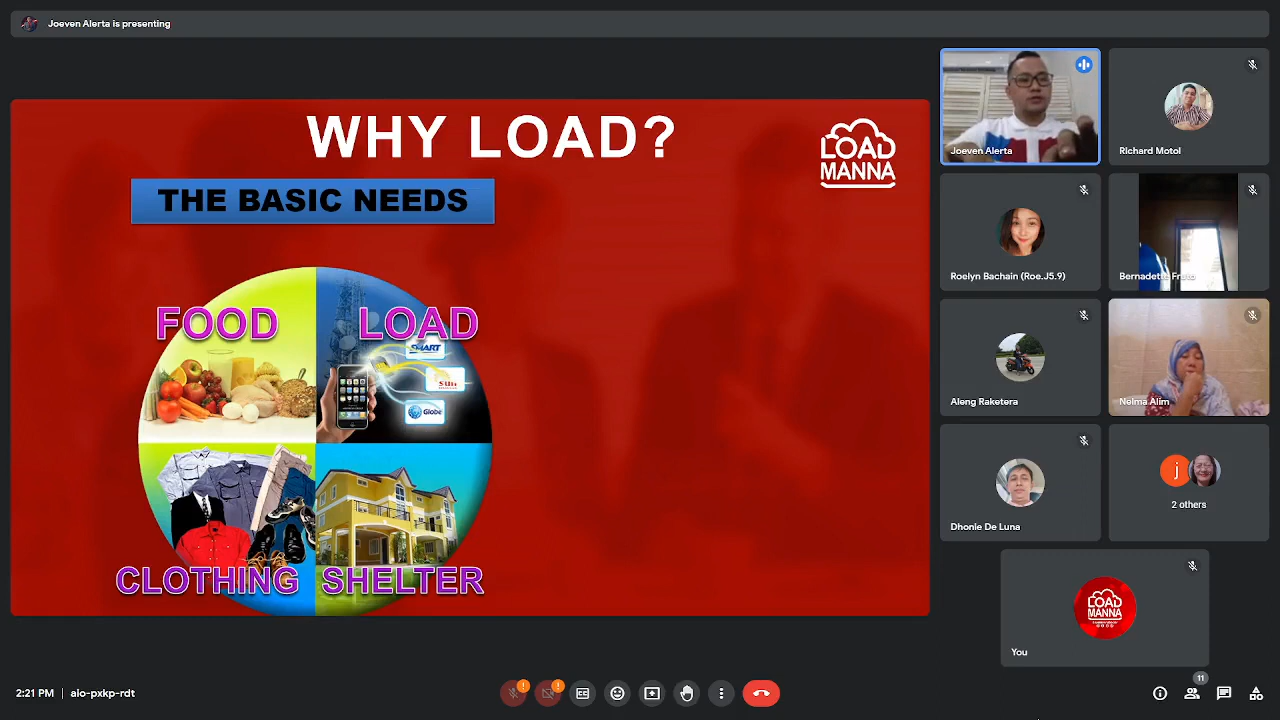 Joeven Alerta is presenting
WHY LOAD?
LOAD
MANNA
THE BASIC NEEDS
FOOD
LOAD
SMART
SUN
Globe
CLOTHING
SHELTER
Joeven Alerta
Richard Motol
Roelyn Bachain (Roe.J5.9)
Bernadette
Aleng Raketera
Nelma Alim
Dhonie De Luna
j
2 others
LOAD
MANNA
You
2:21 PM
aio-pxkp-rdt
11